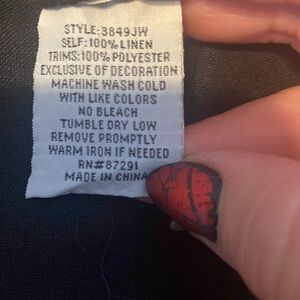 STYLE:3849JW
SELF:100%LINEN
TRIMS:100%POLYESTER
EXCLUSIVE OF DECORATION
MACHINE WASH COLD
WITH LIKE COLORS
NO BLEACH
TUMBLE DRY LOW
REMOVE PROMPTLY
WARM IRON IF NEEDED
RN#87291
MADE IN CHINA